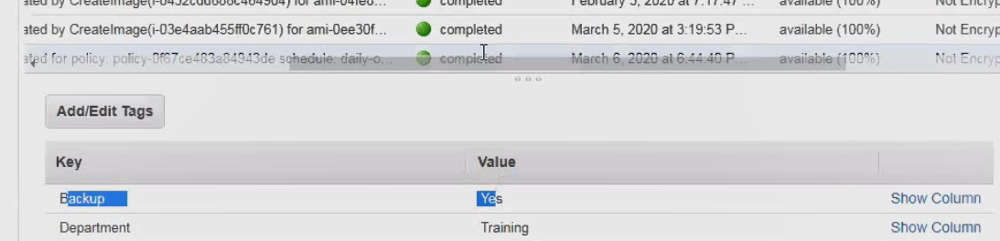 ated by CreateImage(i-0432cdd888c464904) for ami-04fe8... completed February 5, 2020 at 7:17:47 ... available (100%) Not Encryp
ated by CreateImage(i-03e4aab455ff0c761) for ami-0ee30f... completed March 5, 2020 at 3:19:53 P... available (100%) Not Encryp
ated for policy: policy-0f67ce483a84943de schedule: daily-o... completed March 6, 2020 at 6:44:40 P... available (100%) Not Encryp
Add/Edit Tags
Key Value
Backup Yes Show Column
Department Training Show Column